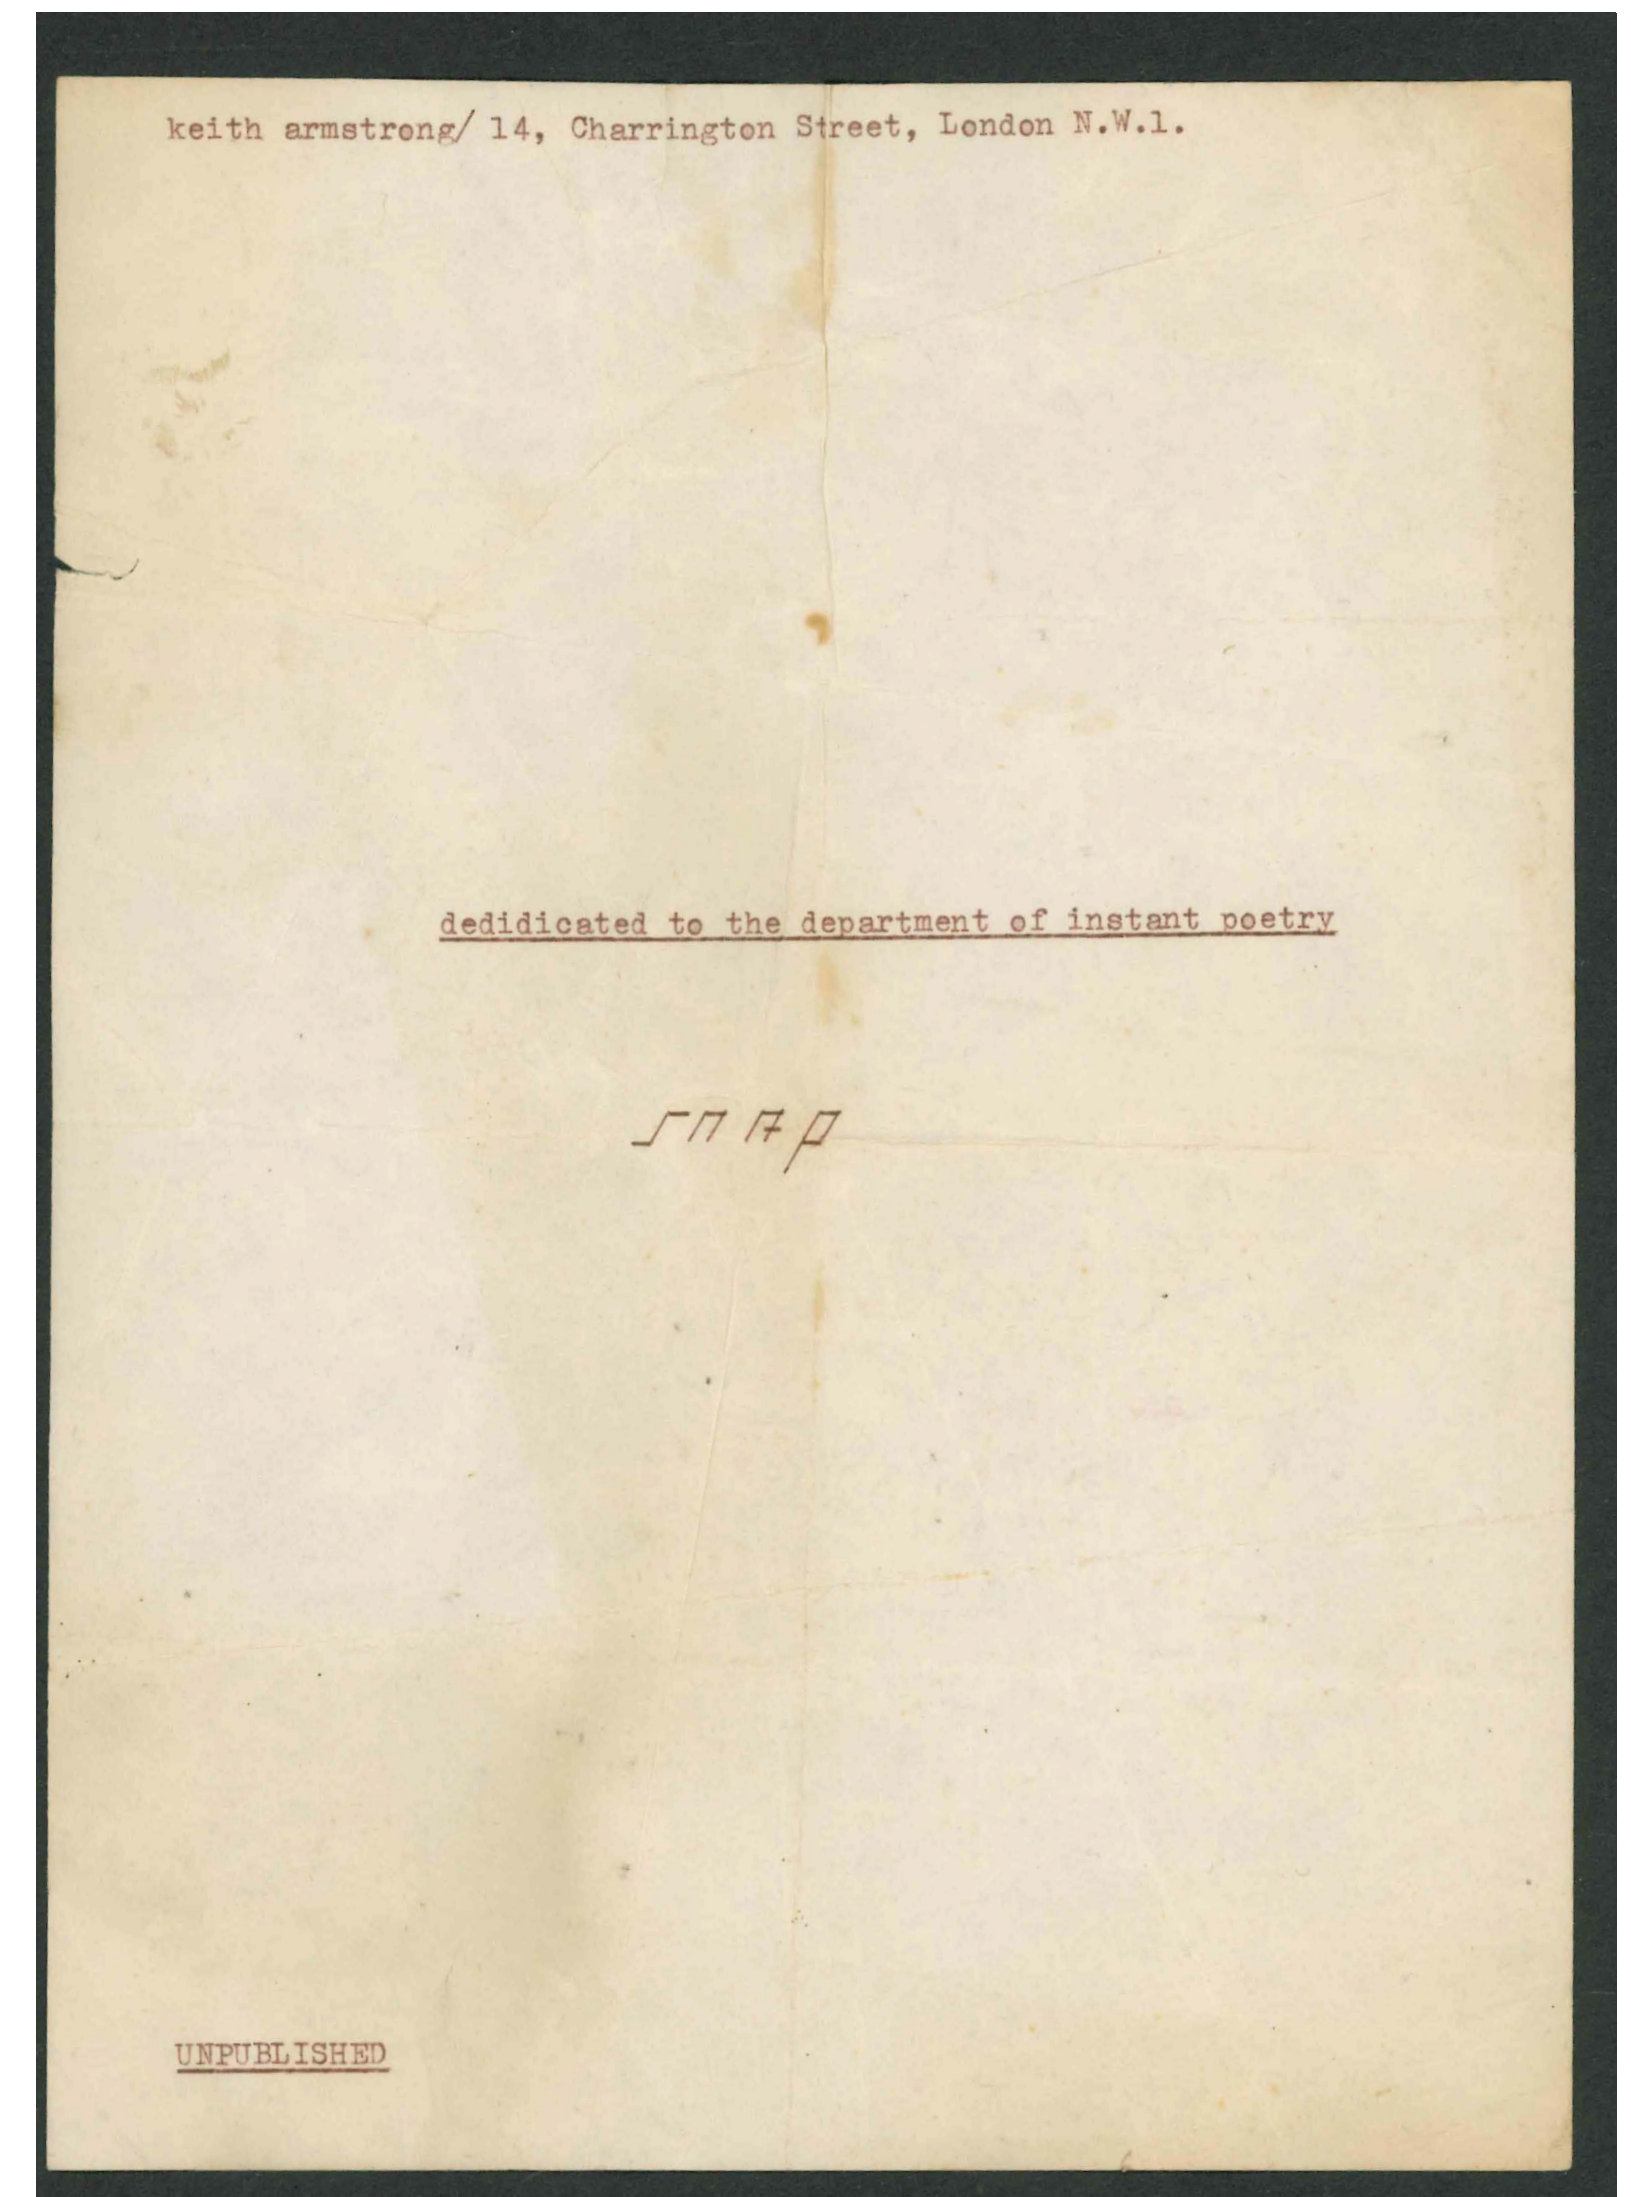 keith armstrong/ 14, Charrington Street, London N.W.1.
dedidicated to the department of instant poetry
snap
UNPUBLISHED